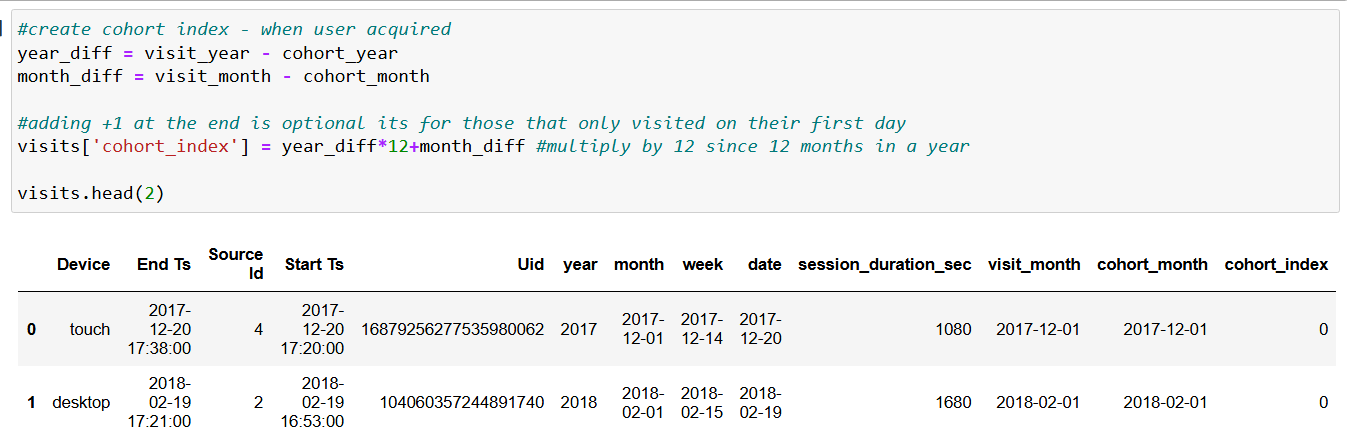 #create cohort index - when user acquired
year_diff = visit_year - cohort_year
month_diff = visit_month - cohort_month
#adding +1 at the end is optional its for those that only visited on their first day
visits['cohort_index'] = year_diff*12+month_diff #multiply by 12 since 12 months in a year
visits.head(2)
Device End Ts Source Id Start Ts Uid year month week date session_duration_sec visit_month cohort_month cohort_index
0 touch 2017-12-20 17:38:00 4 2017-12-20 17:20:00 16879256277535980062 2017 2017-12-01 2017-12-14 2017-12-20 1080 2017-12-01 2017-12-01 0
1 desktop 2018-02-19 17:21:00 2 2018-02-19 16:53:00 104060357244891740 2018 2018-02-01 2018-02-15 2018-02-19 1680 2018-02-01 2018-02-01 0